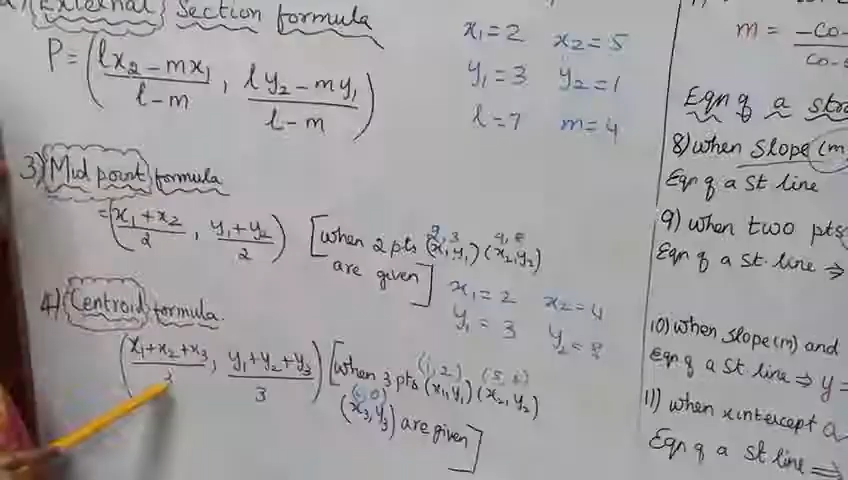 External Section formula
P = (lx₂ - mx₁ / l - m , ly₂ - my₁ / l - m)
x₁ = 2 x₂ = 5
y₁ = 3 y₂ = 1
l = 7 m = 4
3) Mid point formula
= (x₁ + x₂ / 2 , y₁ + y₂ / 2) [when 2 pts (x₁, y₁) (x₂, y₂)
are given]
x₁ = 2 x₂ = 4
y₁ = 3 y₂ =
4) Centroid formula.
(x₁ + x₂ + x₃ / 3 , y₁ + y₂ + y₃ / 3) [when 3 pts (x₁, y₁) (x₂, y₂)
(1, 2)
(x₃, y₃) are given]
m = -Co-
Co-
Eqn of a stra
8) when slope (m
Eqn of a st line
9) when two pts
Eqn of a st. line ⇒
10) when slope (m) and
Eqn of a st line ⇒ y =
11) when x intercept a
Eqn of a st line ⇒